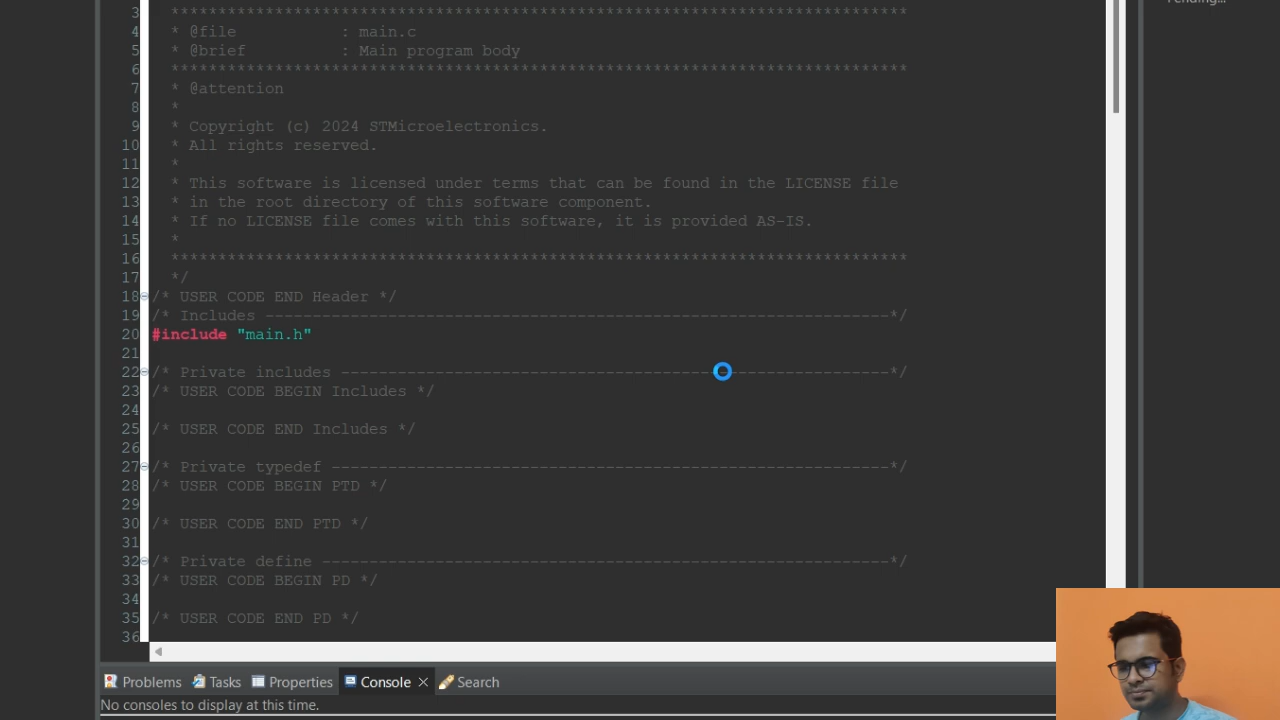 Pending...
3 ******************************************************************************
4 * @file : main.c
5 * @brief : Main program body
6 ******************************************************************************
7 * @attention
8 *
9 * Copyright (c) 2024 STMicroelectronics.
10 * All rights reserved.
11 *
12 * This software is licensed under terms that can be found in the LICENSE file
13 * in the root directory of this software component.
14 * If no LICENSE file comes with this software, it is provided AS-IS.
15 *
16 ******************************************************************************
17 */
18 /* USER CODE END Header */
19 /* Includes ------------------------------------------------------------------*/
20 #include "main.h"
21
22 /* Private includes ----------------------------------------------------------*/
23 /* USER CODE BEGIN Includes */
24
25 /* USER CODE END Includes */
26
27 /* Private typedef -----------------------------------------------------------*/
28 /* USER CODE BEGIN PTD */
29
30 /* USER CODE END PTD */
31
32 /* Private define ------------------------------------------------------------*/
33 /* USER CODE BEGIN PD */
34
35 /* USER CODE END PD */
36
Problems Tasks Properties Console Search
No consoles to display at this time.